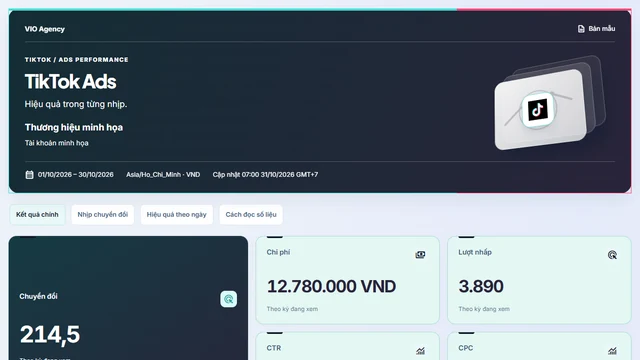 VIO Agency
Bản mẫu
TIKTOK / ADS PERFORMANCE
TikTok Ads
Hiệu quả trong từng nhịp.
Thương hiệu minh họa
Tài khoản minh họa
01/10/2026 – 30/10/2026 Asia/Ho_Chi_Minh · VND Cập nhật 07:00 31/10/2026 GMT+7
Kết quả chính Nhịp chuyển đổi Hiệu quả theo ngày Cách đọc số liệu
Chuyển đổi
214,5
Theo kỳ đang xem
Chi phí
12.780.000 VND
Theo kỳ đang xem
Lượt nhấp
3.890
Theo kỳ đang xem
CTR
CPC